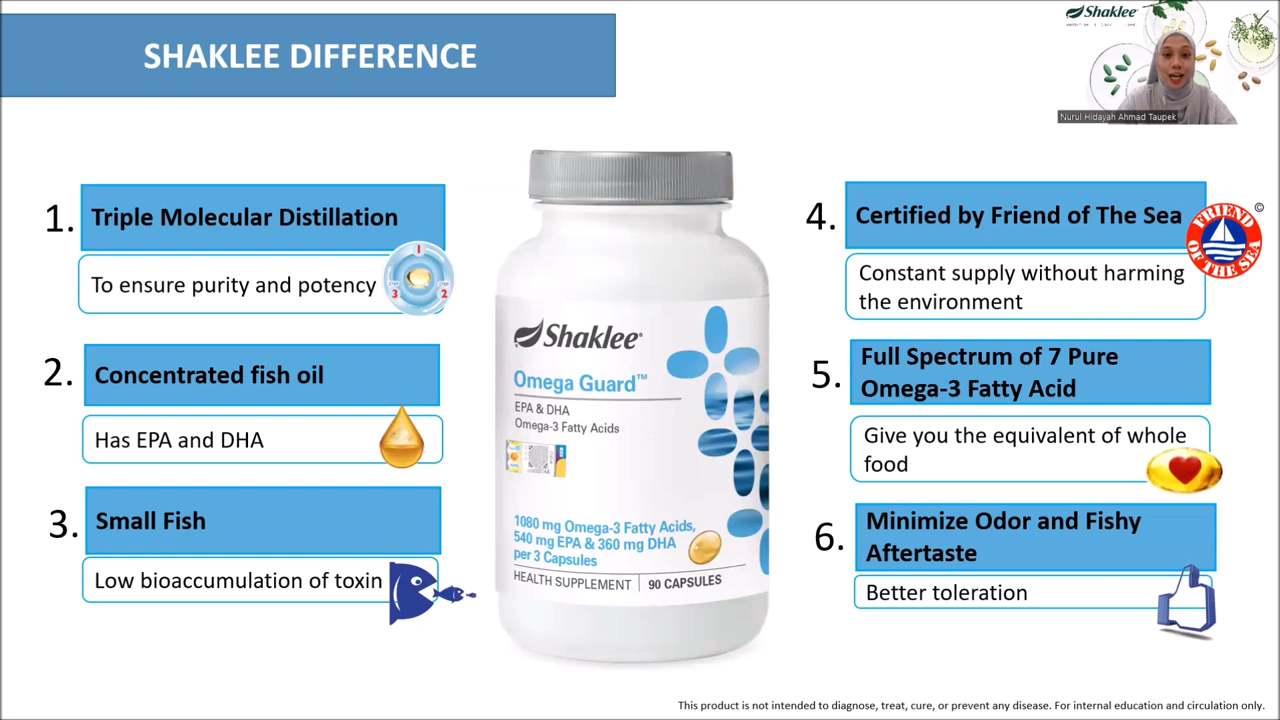 SHAKLEE DIFFERENCE
Shaklee
Nurul Hidayah Ahmad Taupek
1.
Triple Molecular Distillation
To ensure purity and potency
1
STEP
3
STEP
2
2.
Concentrated fish oil
Has EPA and DHA
3.
Small Fish
Low bioaccumulation of toxin
Shaklee®
Omega Guard™
EPA & DHA
Omega-3 Fatty Acids
1080 mg Omega-3 Fatty Acids,
540 mg EPA & 360 mg DHA
per 3 Capsules
HEALTH SUPPLEMENT | 90 CAPSULES
4.
Certified by Friend of The Sea
FRIEND
OF THE SEA
©
Constant supply without harming
the environment
5.
Full Spectrum of 7 Pure
Omega-3 Fatty Acid
Give you the equivalent of whole
food
6.
Minimize Odor and Fishy
Aftertaste
Better toleration
This product is not intended to diagnose, treat, cure, or prevent any disease. For internal education and circulation only.